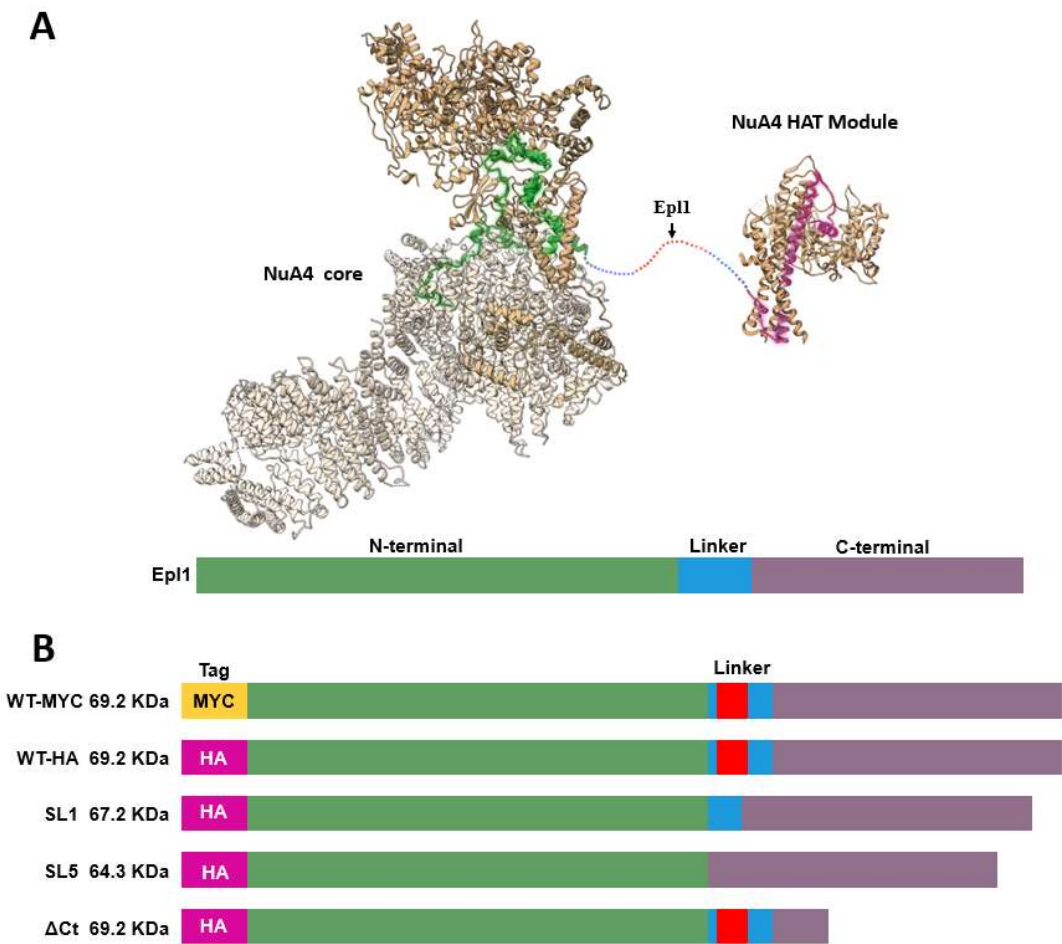 A
NuA4 HAT Module
Epl1
NuA4 core
N-terminal Linker C-terminal
Epl1
B
Tag Linker
WT-MYC 69.2 KDa MYC
WT-HA 69.2 KDa HA
SL1 67.2 KDa HA
SL5 64.3 KDa HA
ΔCt 69.2 KDa HA